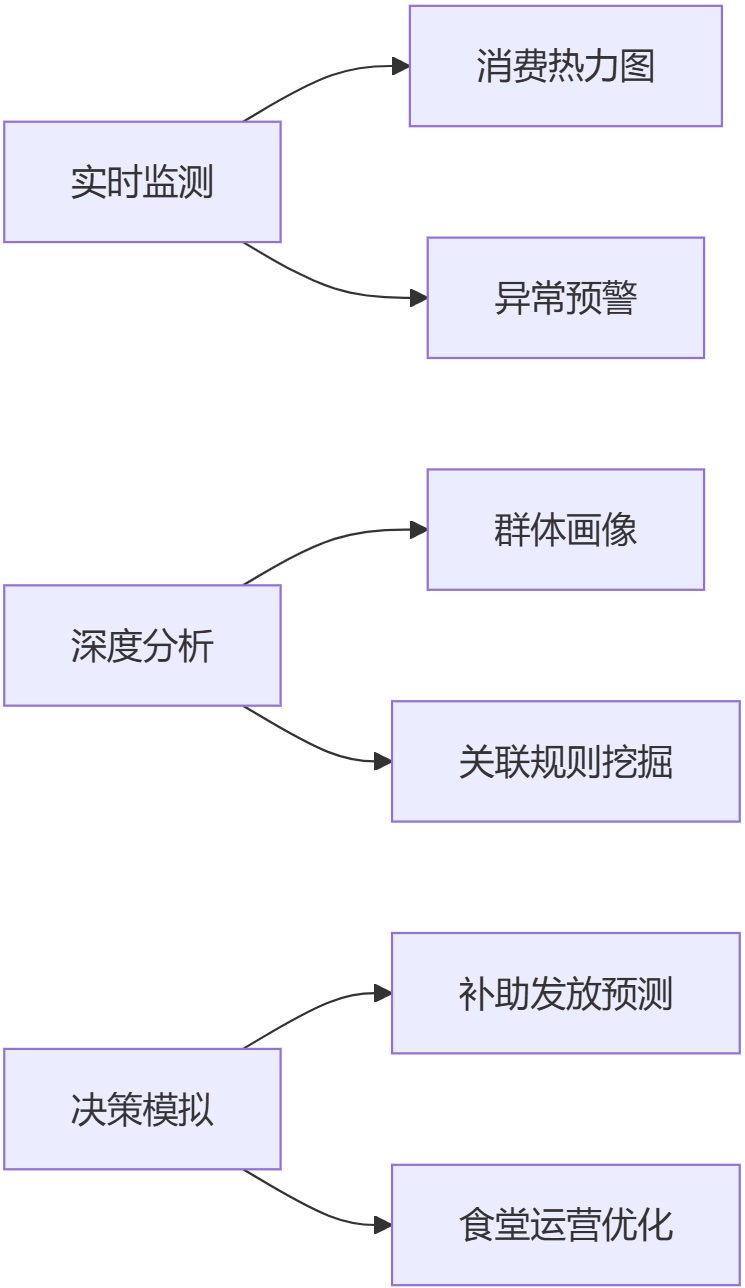 消费热力图
实时监测
异常预警
群体画像
深度分析
关联规则挖掘
补助发放预测
决策模拟
食堂运营优化